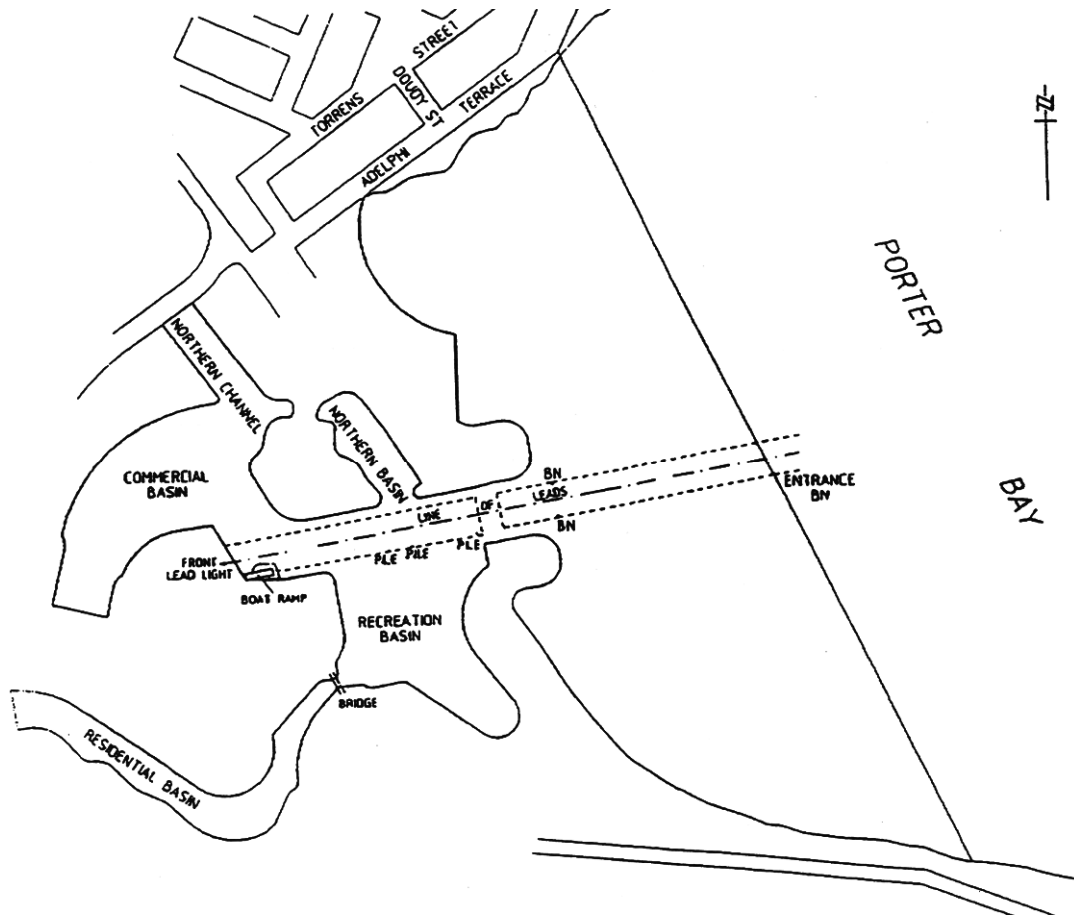 STREET
DOUDY ST
TORRENS
TERRACE
ADELPHI
N
PORTER
BAY
NORTHERN
CHANNEL
NORTHERN BASIN
COMMERCIAL
BASIN
BN
LEADS
OF
LINE
BN
ENTRANCE
BN
PILE PILE PILE
FRONT
LEAD LIGHT
BOAT RAMP
RECREATION
BASIN
BRIDGE
RESIDENTIAL BASIN